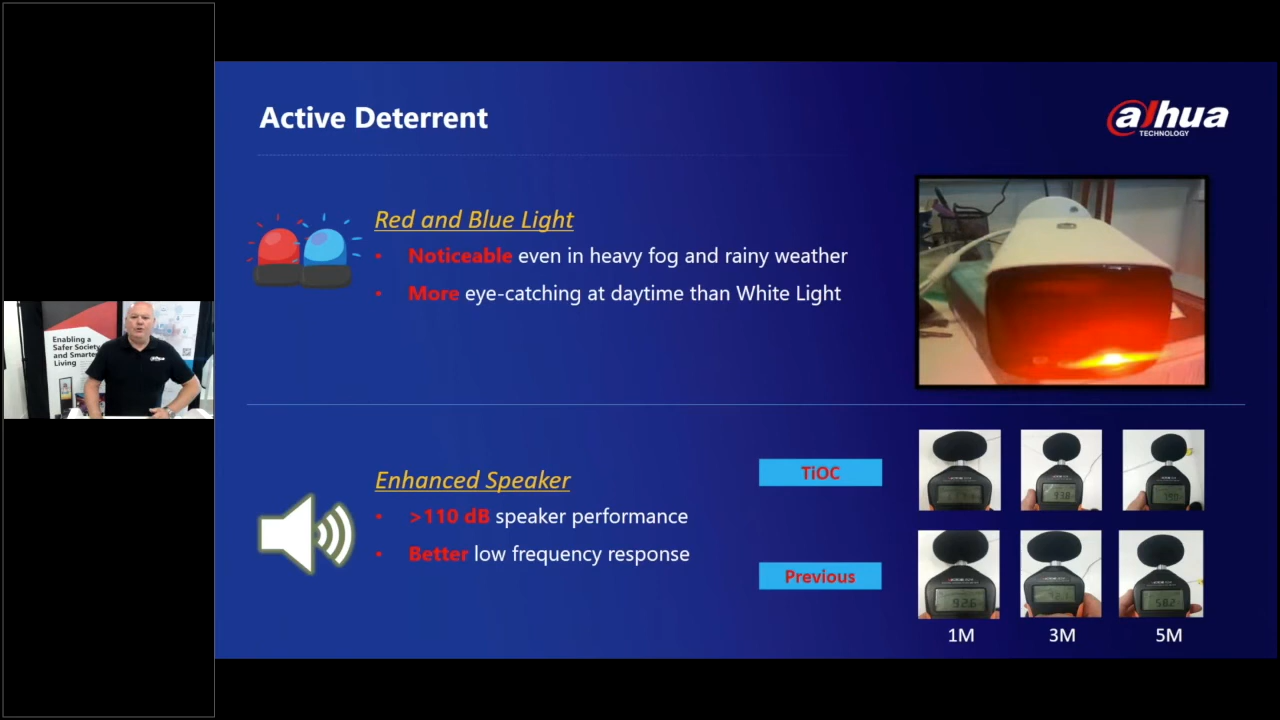 Active Deterrent
alhua
TECHNOLOGY
Red and Blue Light
• Noticeable even in heavy fog and rainy weather
• More eye-catching at daytime than White Light
Enabling a
Safer Society
and Smarter
Living
Enhanced Speaker
• >110 dB speaker performance
• Better low frequency response
TiOC
93.8
Previous
92.6
58.2
1M
3M
5M